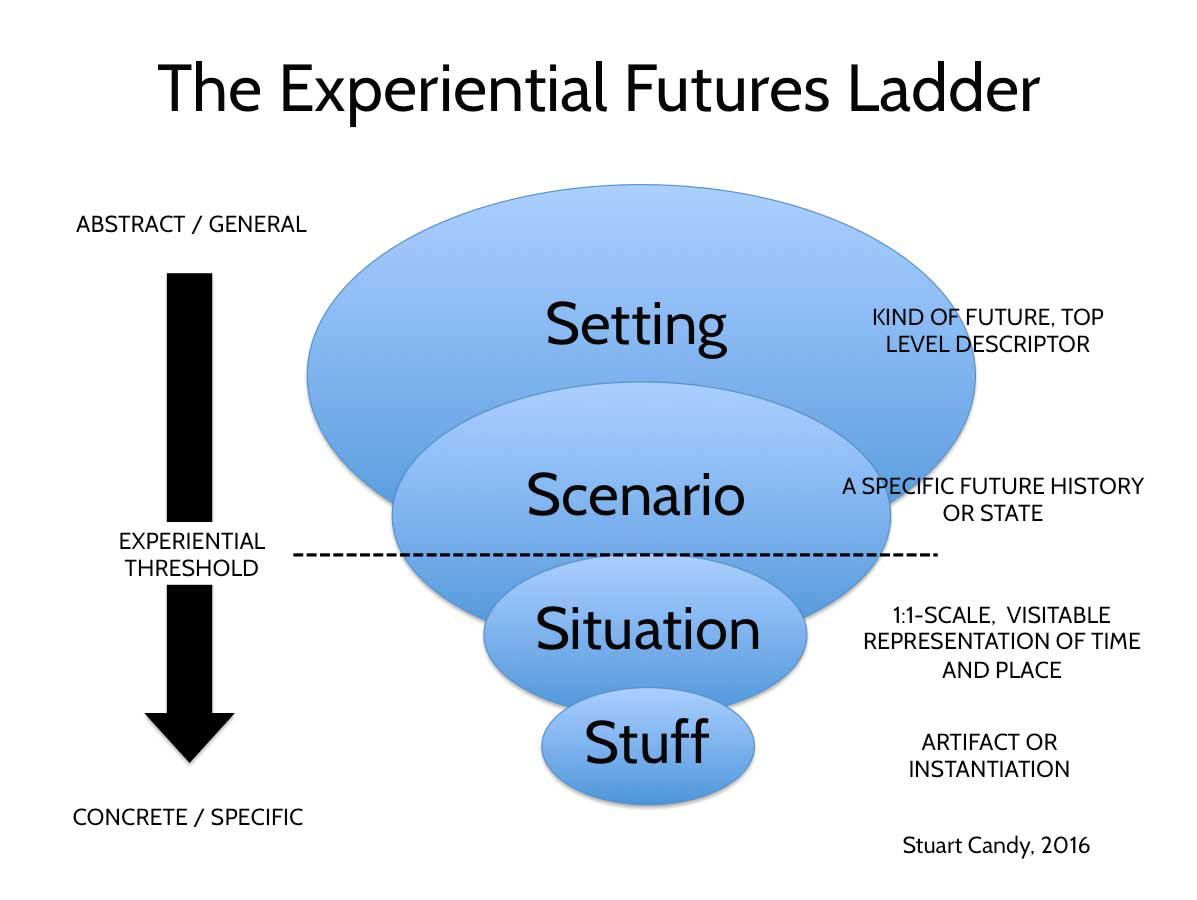 The Experiential Futures Ladder
ABSTRACT / GENERAL
Setting
KIND OF FUTURE, TOP
LEVEL DESCRIPTOR
Scenario
A SPECIFIC FUTURE HISTORY
OR STATE
EXPERIENTIAL
THRESHOLD
Situation
1:1-SCALE,  VISITABLE
REPRESENTATION OF TIME
AND PLACE
Stuff
ARTIFACT OR
INSTANTIATION
CONCRETE / SPECIFIC
Stuart Candy, 2016